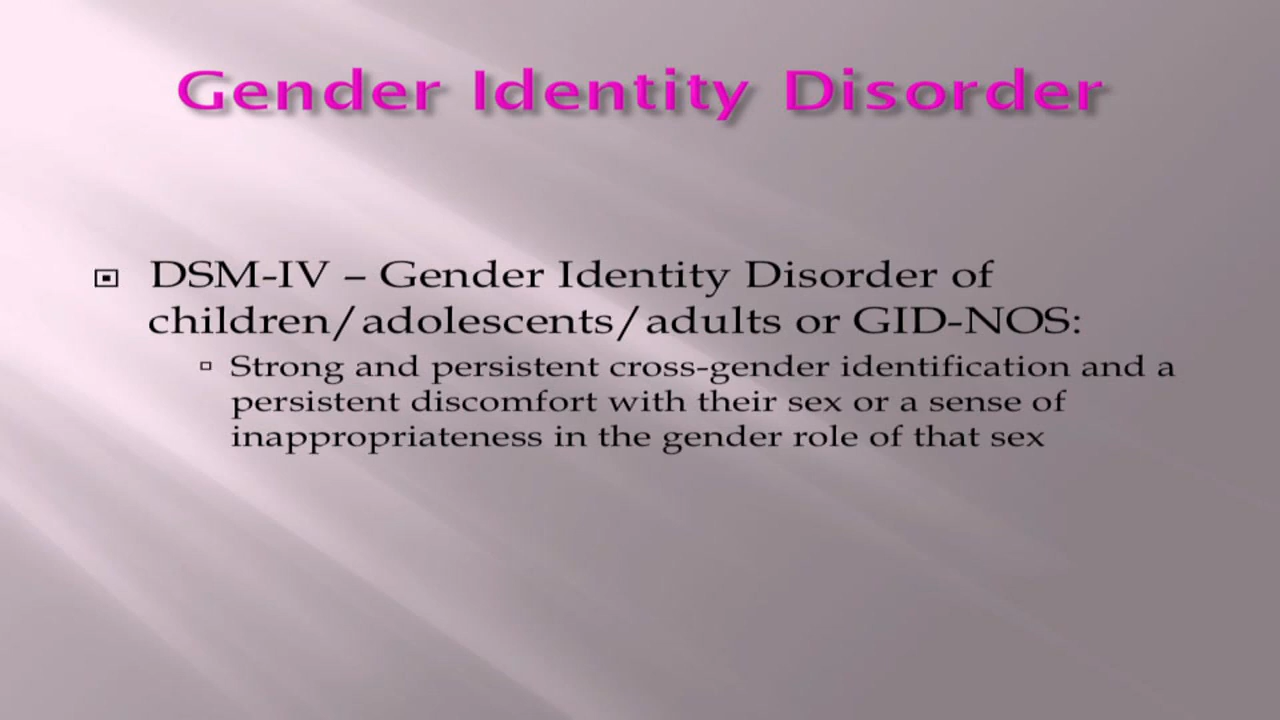 Gender Identity Disorder
DSM-IV – Gender Identity Disorder of
children/adolescents/adults or GID-NOS:
Strong and persistent cross-gender identification and a
persistent discomfort with their sex or a sense of
inappropriateness in the gender role of that sex